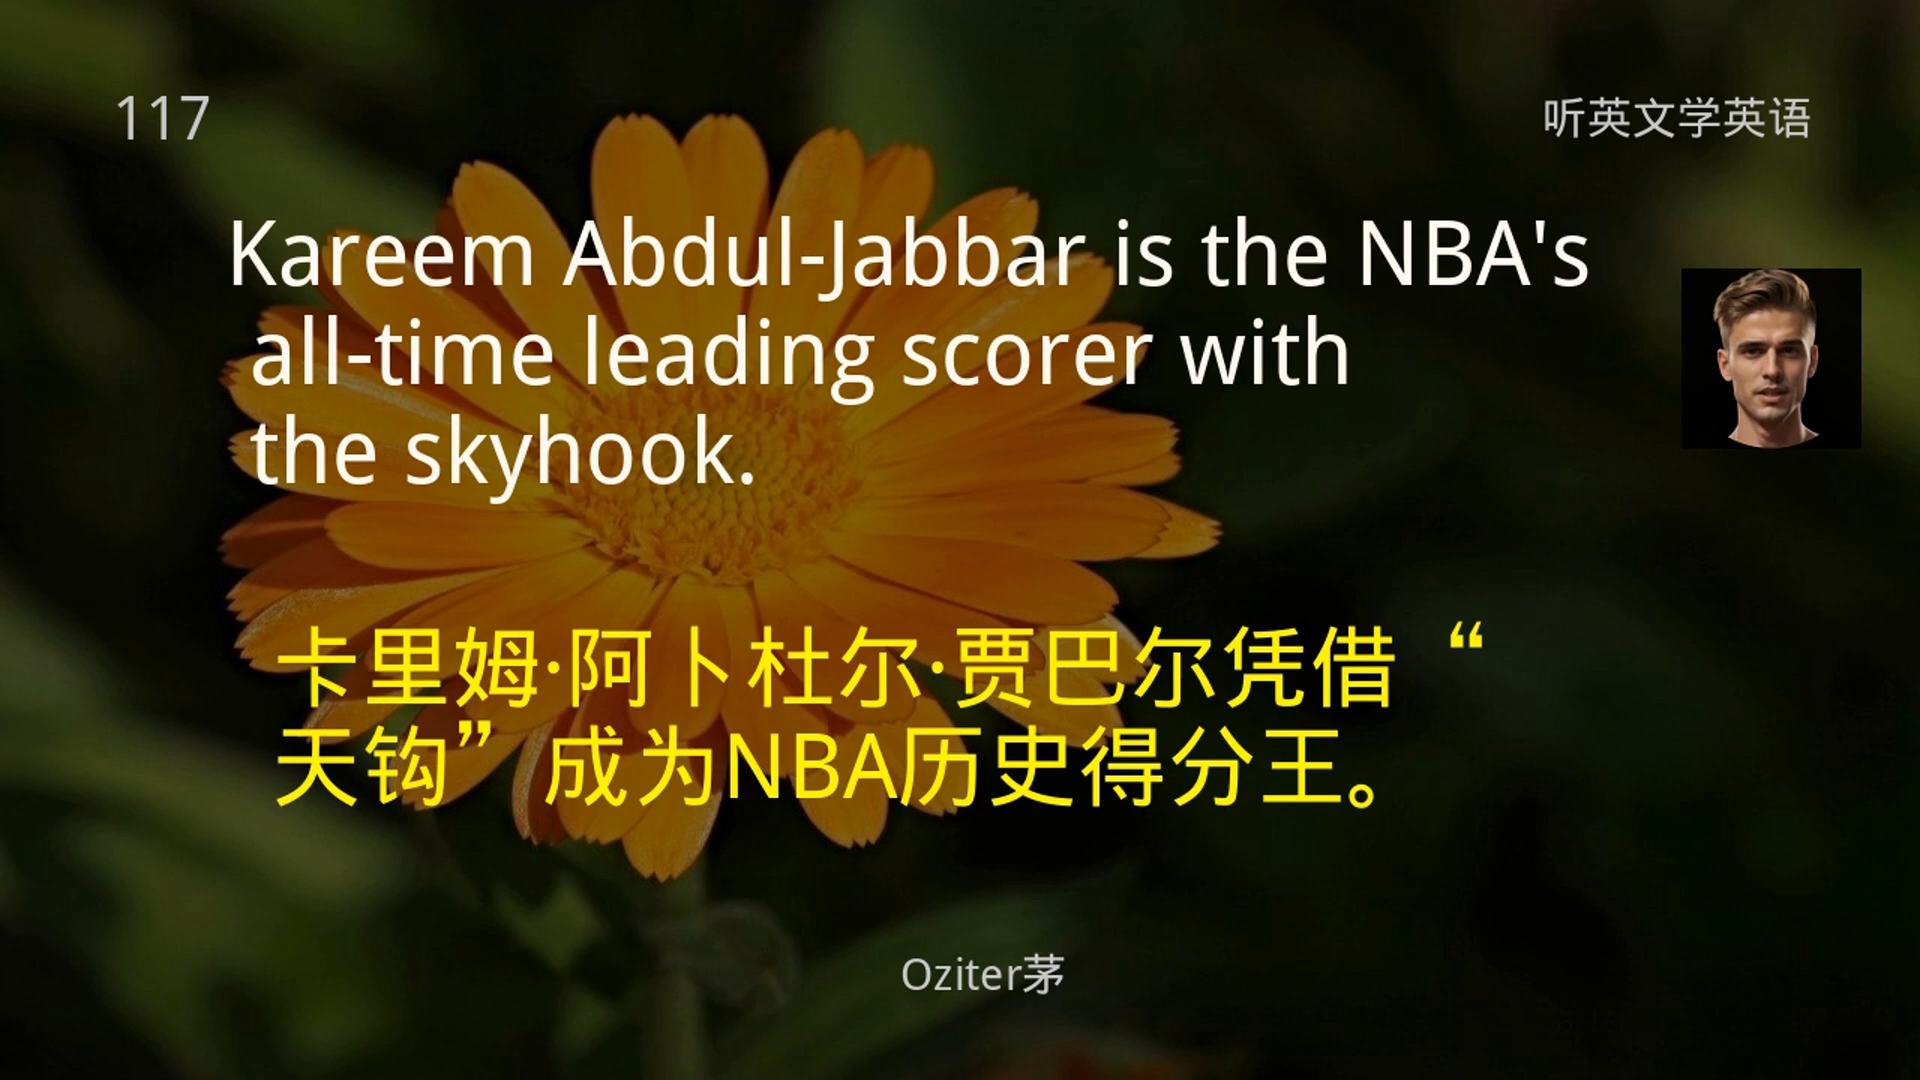 117
听英文学英语
Kareem Abdul-Jabbar is the NBA's
all-time leading scorer with
the skyhook.
卡里姆·阿卜杜尔·贾巴尔凭借“
天钩”成为NBA历史得分王。
Oziter茅